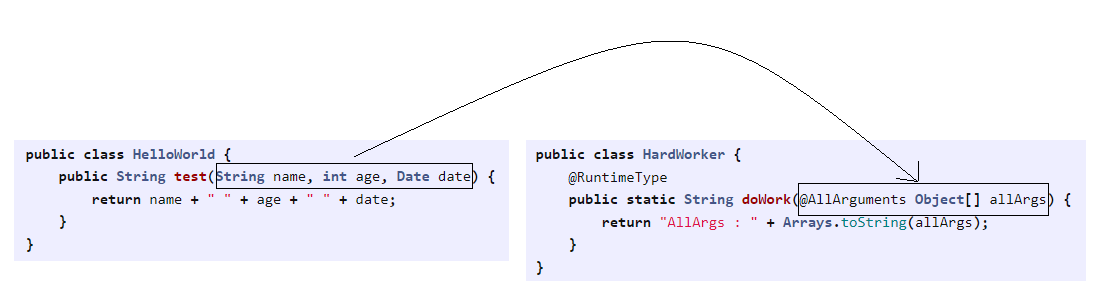 public class HelloWorld {
    public String test(String name, int age, Date date) {
        return name + " " + age + " " + date;
    }
}
public class HardWorker {
    @RuntimeType
    public static String doWork(@AllArguments Object[] allArgs) {
        return "AllArgs : " + Arrays.toString(allArgs);
    }
}